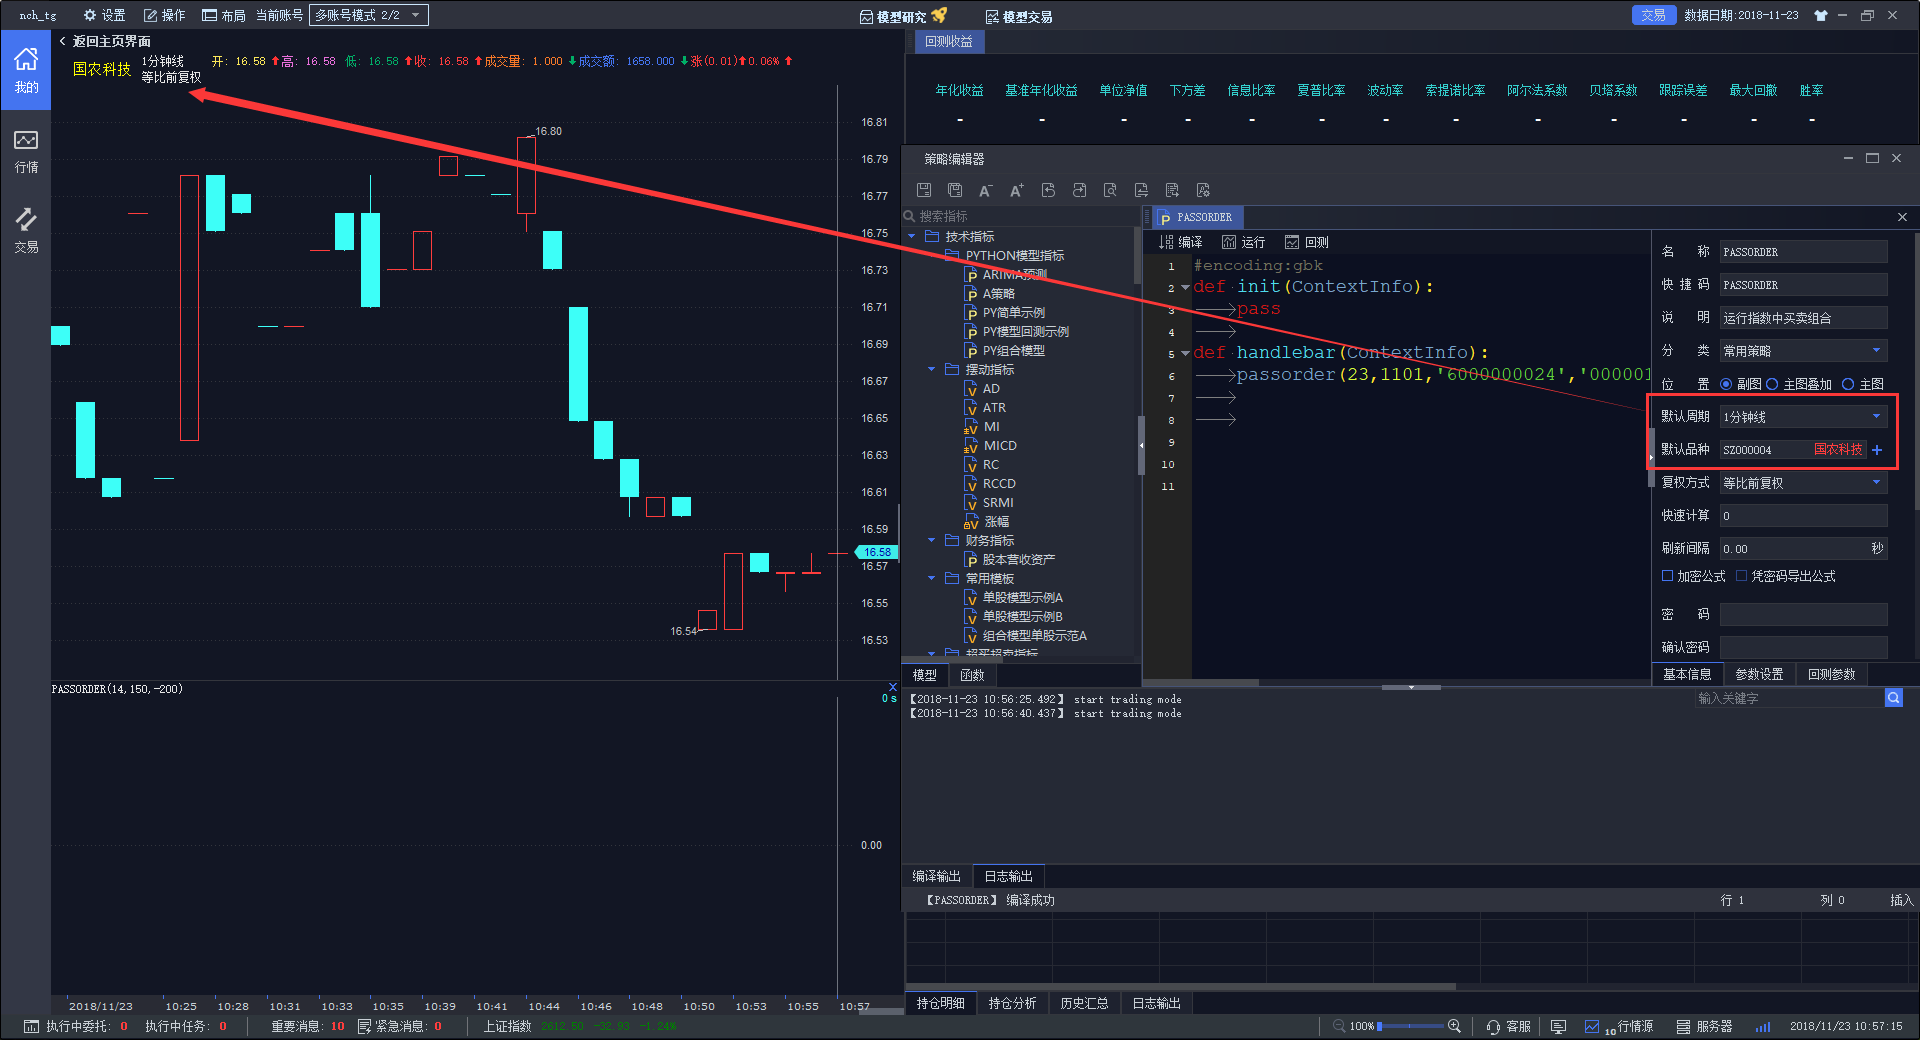 nch_tg 设置 操作 布局 当前账号 多账号模式 2/2 模型研究 模型交易 交易 数据日期:2018-11-23
我的
行情
交易
返回主页界面
国农科技 1分钟线 开: 16.58 高: 16.58 低: 16.58 收: 16.58 成交量: 1.000 成交额: 1658.000 涨(0.01) 0.06%
等比前复权
16.80
16.54
16.81
16.79
16.77
16.75
16.73
16.71
16.69
16.67
16.65
16.63
16.61
16.59
16.58
16.57
16.55
16.53
PASSORDER(14,150,-200) X
0 s
0.00
2018/11/23 10:25 10:28 10:31 10:33 10:35 10:39 10:41 10:44 10:46 10:48 10:50 10:53 10:55 10:57
回测收益
年化收益 基准年化收益 单位净值 下方差 信息比率 夏普比率 波动率 索提诺比率 阿尔法系数 贝塔系数 跟踪误差 最大回撤 胜率
- - - - - - - - - - - - -
策略编辑器
搜索指标
技术指标
PYTHON模型指标
ARIMA预测
A策略
PY简单示例
PY模型回测示例
PY组合模型
摆动指标
AD
ATR
MI
MICD
RC
RCCD
SRMI
涨幅
财务指标
股本营收资产
常用模板
单股模型示例A
单股模型示例B
组合模型单股示范A
超买超卖指标
模型 函数
PASSORDER
编译 运行 回测
1 #encoding:gbk
2 def init(ContextInfo):
3 pass
4
5 def handlebar(ContextInfo):
6 passorder(23,1101,'6000000024','000001
7
8
9
10
11
名 称 PASSORDER
快 捷 码 PASSORDER
说 明 运行指数中买卖组合
分 类 常用策略
位 置 副图 主图叠加 主图
默认周期 1分钟线
默认品种 SZ000004 国农科技 +
复权方式 等比前复权
快速计算 0
刷新间隔 0.00 秒
加密公式 凭密码导出公式
密 码
确认密码
基本信息 参数设置 回测参数
输入关键字
【2018-11-23 10:56:25.492】 start trading mode
【2018-11-23 10:56:40.437】 start trading mode
编译输出 日志输出
【PASSORDER】 编译成功 行 1 列 0 插入
持仓明细 持仓分析 历史汇总 日志输出
执行中委托: 0 执行中任务: 0 重要消息: 10 紧急消息: 0 上证指数 2612.50 -32.93 -1.24% 100% 客服 10 行情源 服务器 2018/11/23 10:57:15